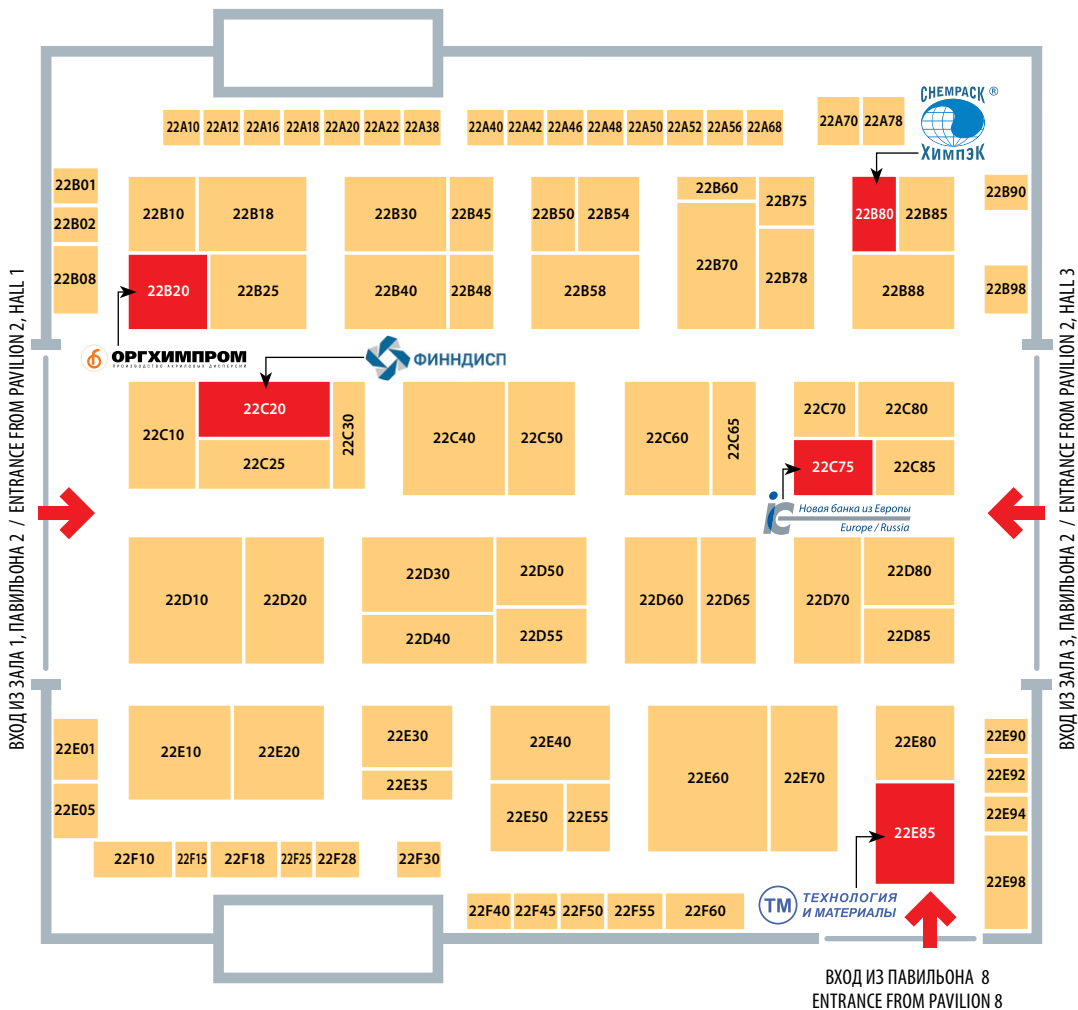 CHEMPACK ®
ХИМПЭК
22A10 22A12 22A16 22A18 22A20 22A22 22A38 22A40 22A42 22A46 22A48 22A50 22A52 22A56 22A68 22A70 22A78
22B01 22B02 22B08
22B10 22B18 22B30 22B45 22B50 22B54 22B60 22B75 22B80 22B85 22B90
22B20 22B25 22B40 22B48 22B58 22B70 22B78 22B88 22B98
ОРГХИМПРОМ
ПРОИЗВОДСТВО АКРИЛОВЫХ ДИСПЕРСИЙ
ФИННДИСП
22C10 22C20 22C30 22C40 22C50 22C60 22C65 22C70 22C80
22C25 22C75 22C85
ic Новая банка из Европы
Europe / Russia
22D10 22D20 22D30 22D50 22D60 22D65 22D70 22D80
22D40 22D55 22D85
22E01 22E10 22E20 22E30 22E40 22E60 22E70 22E80 22E90
22E05 22E35 22E50 22E55 22E85 22E92 22E94 22E98
22F10 22F15 22F18 22F25 22F28 22F30
22F40 22F45 22F50 22F55 22F60
ТМ ТЕХНОЛОГИЯ
И МАТЕРИАЛЫ
ВХОД ИЗ ЗАЛА 1, ПАВИЛЬОНА 2 / ENTRANCE FROM PAVILION 2, HALL 1
ВХОД ИЗ ЗАЛА 3, ПАВИЛЬОНА 2 / ENTRANCE FROM PAVILION 2, HALL 3
ВХОД ИЗ ПАВИЛЬОНА 8
ENTRANCE FROM PAVILION 8